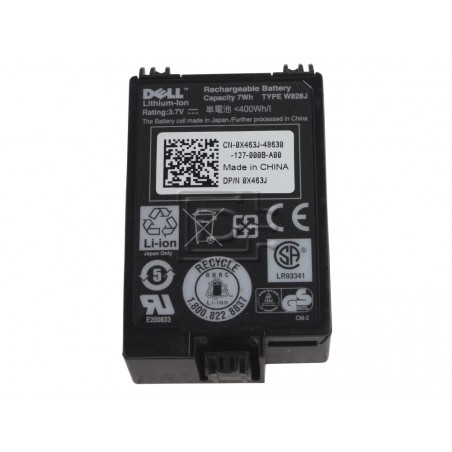 DELL
Rechargeable Battery
Lithium-Ion
Capacity 7Wh TYPE W828J
Rating:3.7V
単電池 <400Wh/l
The Battery cell made in Japan./Further processed in China.
CN-0X463J-48630
-127-000B-A00
Made in CHINA
DP/N 0X463J
Li-ion
Japan Only
LR93341
5
RECYCLE
RBRC
Li-ion
1.800.822.8837
E200833
CM-2